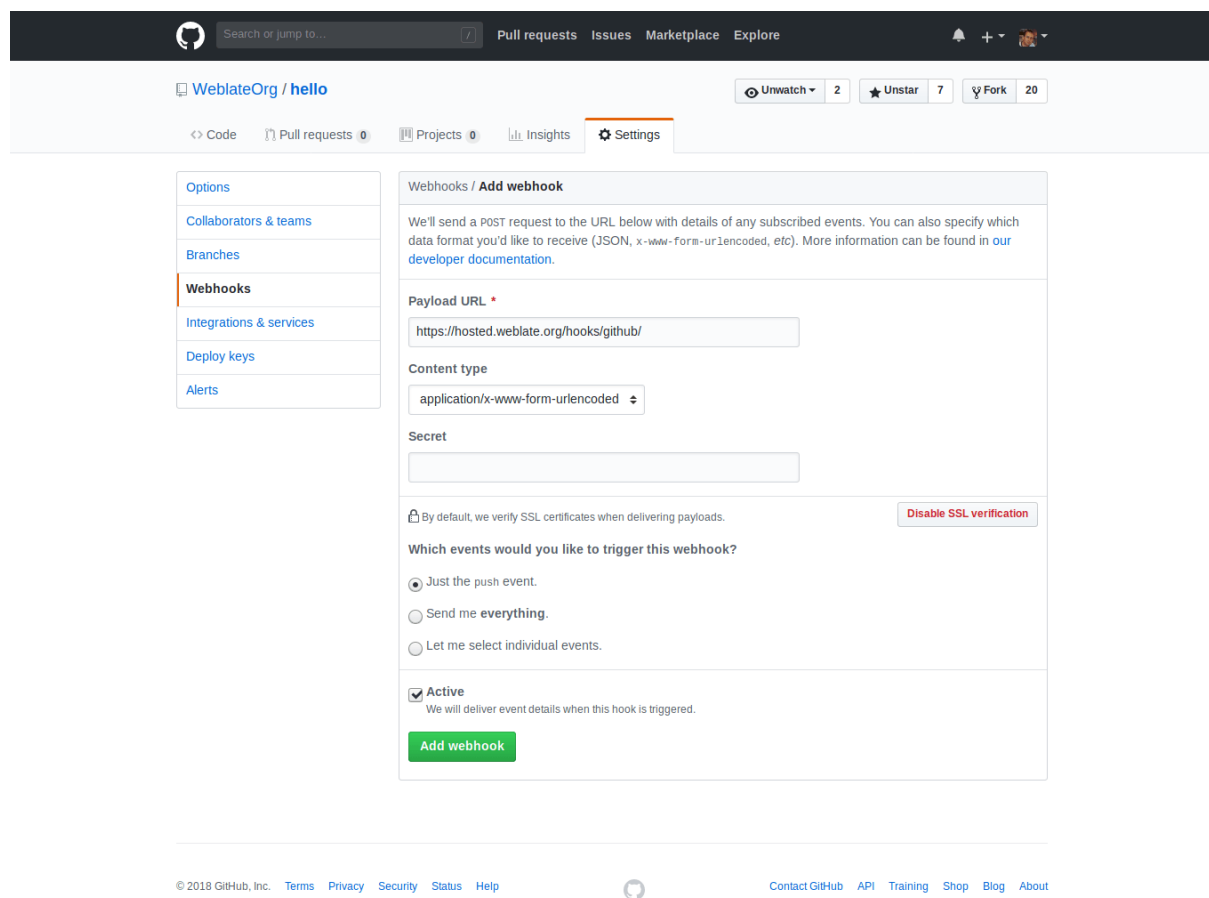 Search or jump to… / Pull requests Issues Marketplace Explore
WeblateOrg / hello Unwatch 2 Unstar 7 Fork 20
Code Pull requests 0 Projects 0 Insights Settings
Options
Collaborators & teams
Branches
Webhooks
Integrations & services
Deploy keys
Alerts
Webhooks / Add webhook
We'll send a POST request to the URL below with details of any subscribed events. You can also specify which
data format you'd like to receive (JSON, x-www-form-urlencoded, etc). More information can be found in our
developer documentation.
Payload URL *
https://hosted.weblate.org/hooks/github/
Content type
application/x-www-form-urlencoded
Secret
By default, we verify SSL certificates when delivering payloads. Disable SSL verification
Which events would you like to trigger this webhook?
Just the push event.
Send me everything.
Let me select individual events.
Active
We will deliver event details when this hook is triggered.
Add webhook
© 2018 GitHub, Inc. Terms Privacy Security Status Help Contact GitHub API Training Shop Blog About